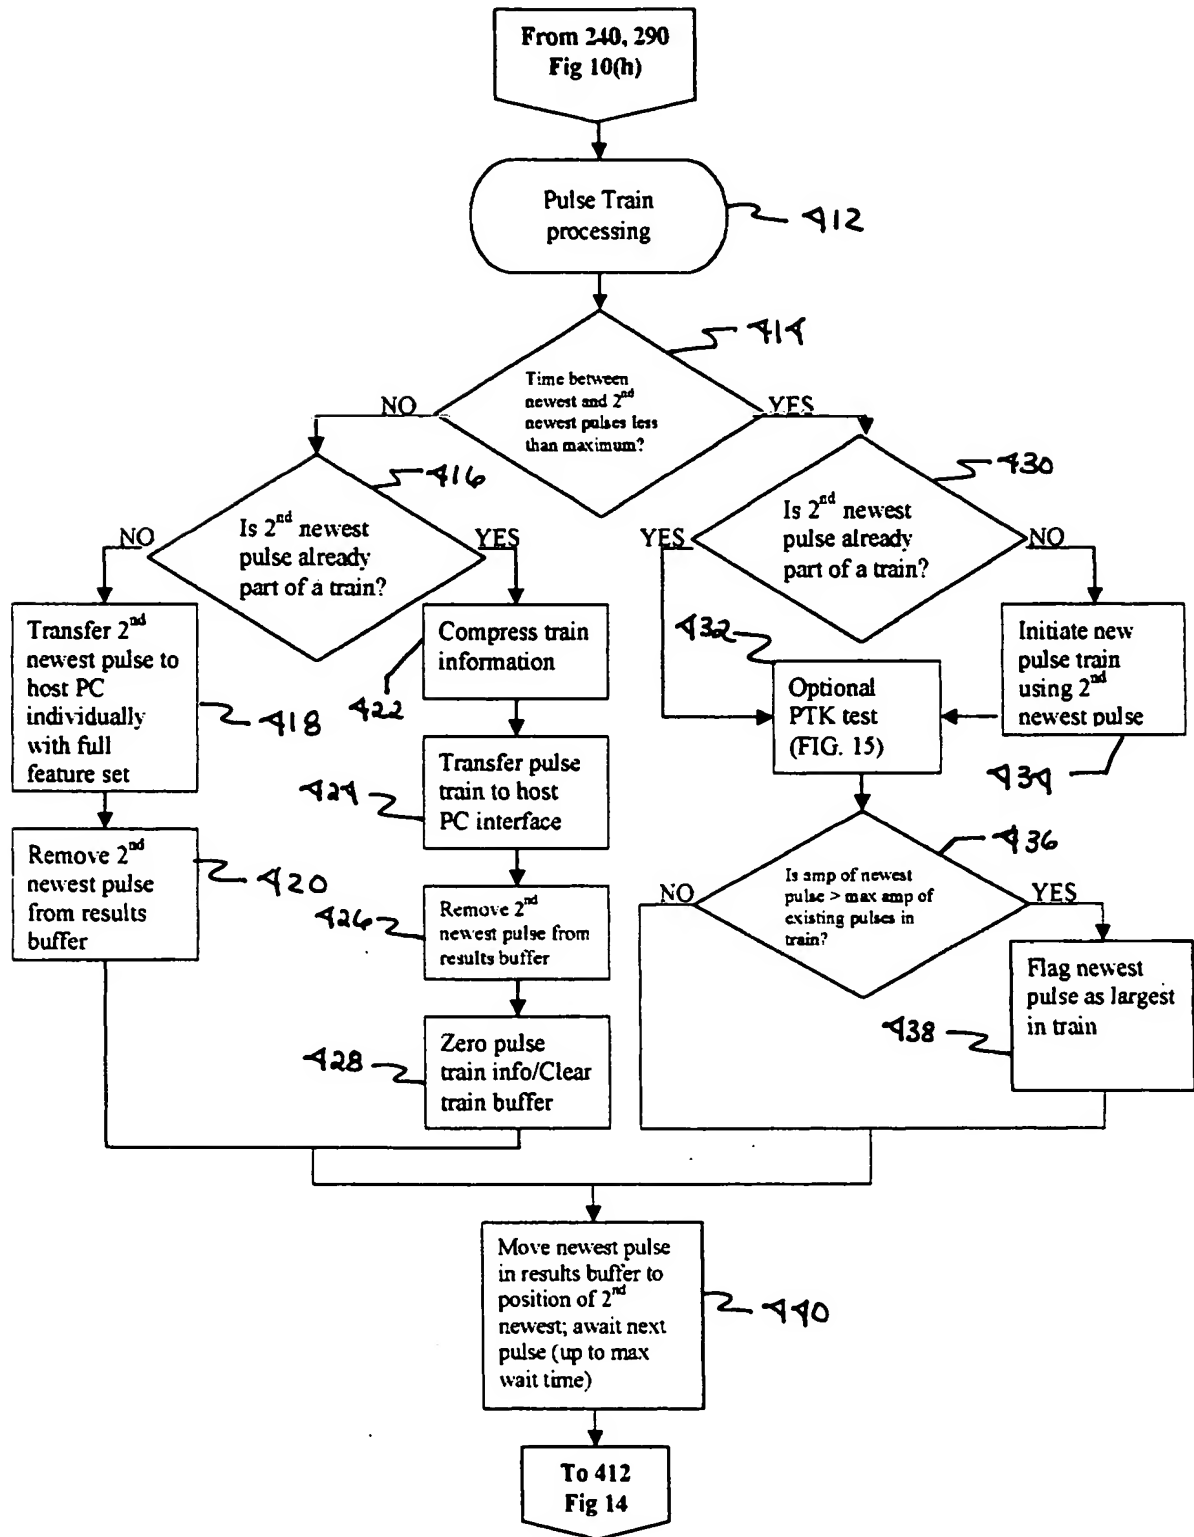 From 240, 290
Fig 10(h)
Pulse Train
processing
412
414
Time between
newest and 2nd
newest pulses less
than maximum?
NO
YES
416
Is 2nd newest
pulse already
part of a train?
NO
YES
430
Is 2nd newest
pulse already
part of a train?
YES
NO
Transfer 2nd
newest pulse to
host PC
individually
with full
feature set
418
Compress train
information
422
432
Optional
PTK test
(FIG. 15)
Initiate new
pulse train
using 2nd
newest pulse
434
Transfer pulse
train to host
PC interface
424
Remove 2nd
newest pulse
from results
buffer
420
Remove 2nd
newest pulse from
results buffer
426
436
Is amp of newest
pulse > max amp of
existing pulses in
train?
NO
YES
Flag newest
pulse as largest
in train
438
Zero pulse
train info/Clear
train buffer
428
Move newest pulse
in results buffer to
position of 2nd
newest; await next
pulse (up to max
wait time)
440
To 412
Fig 14